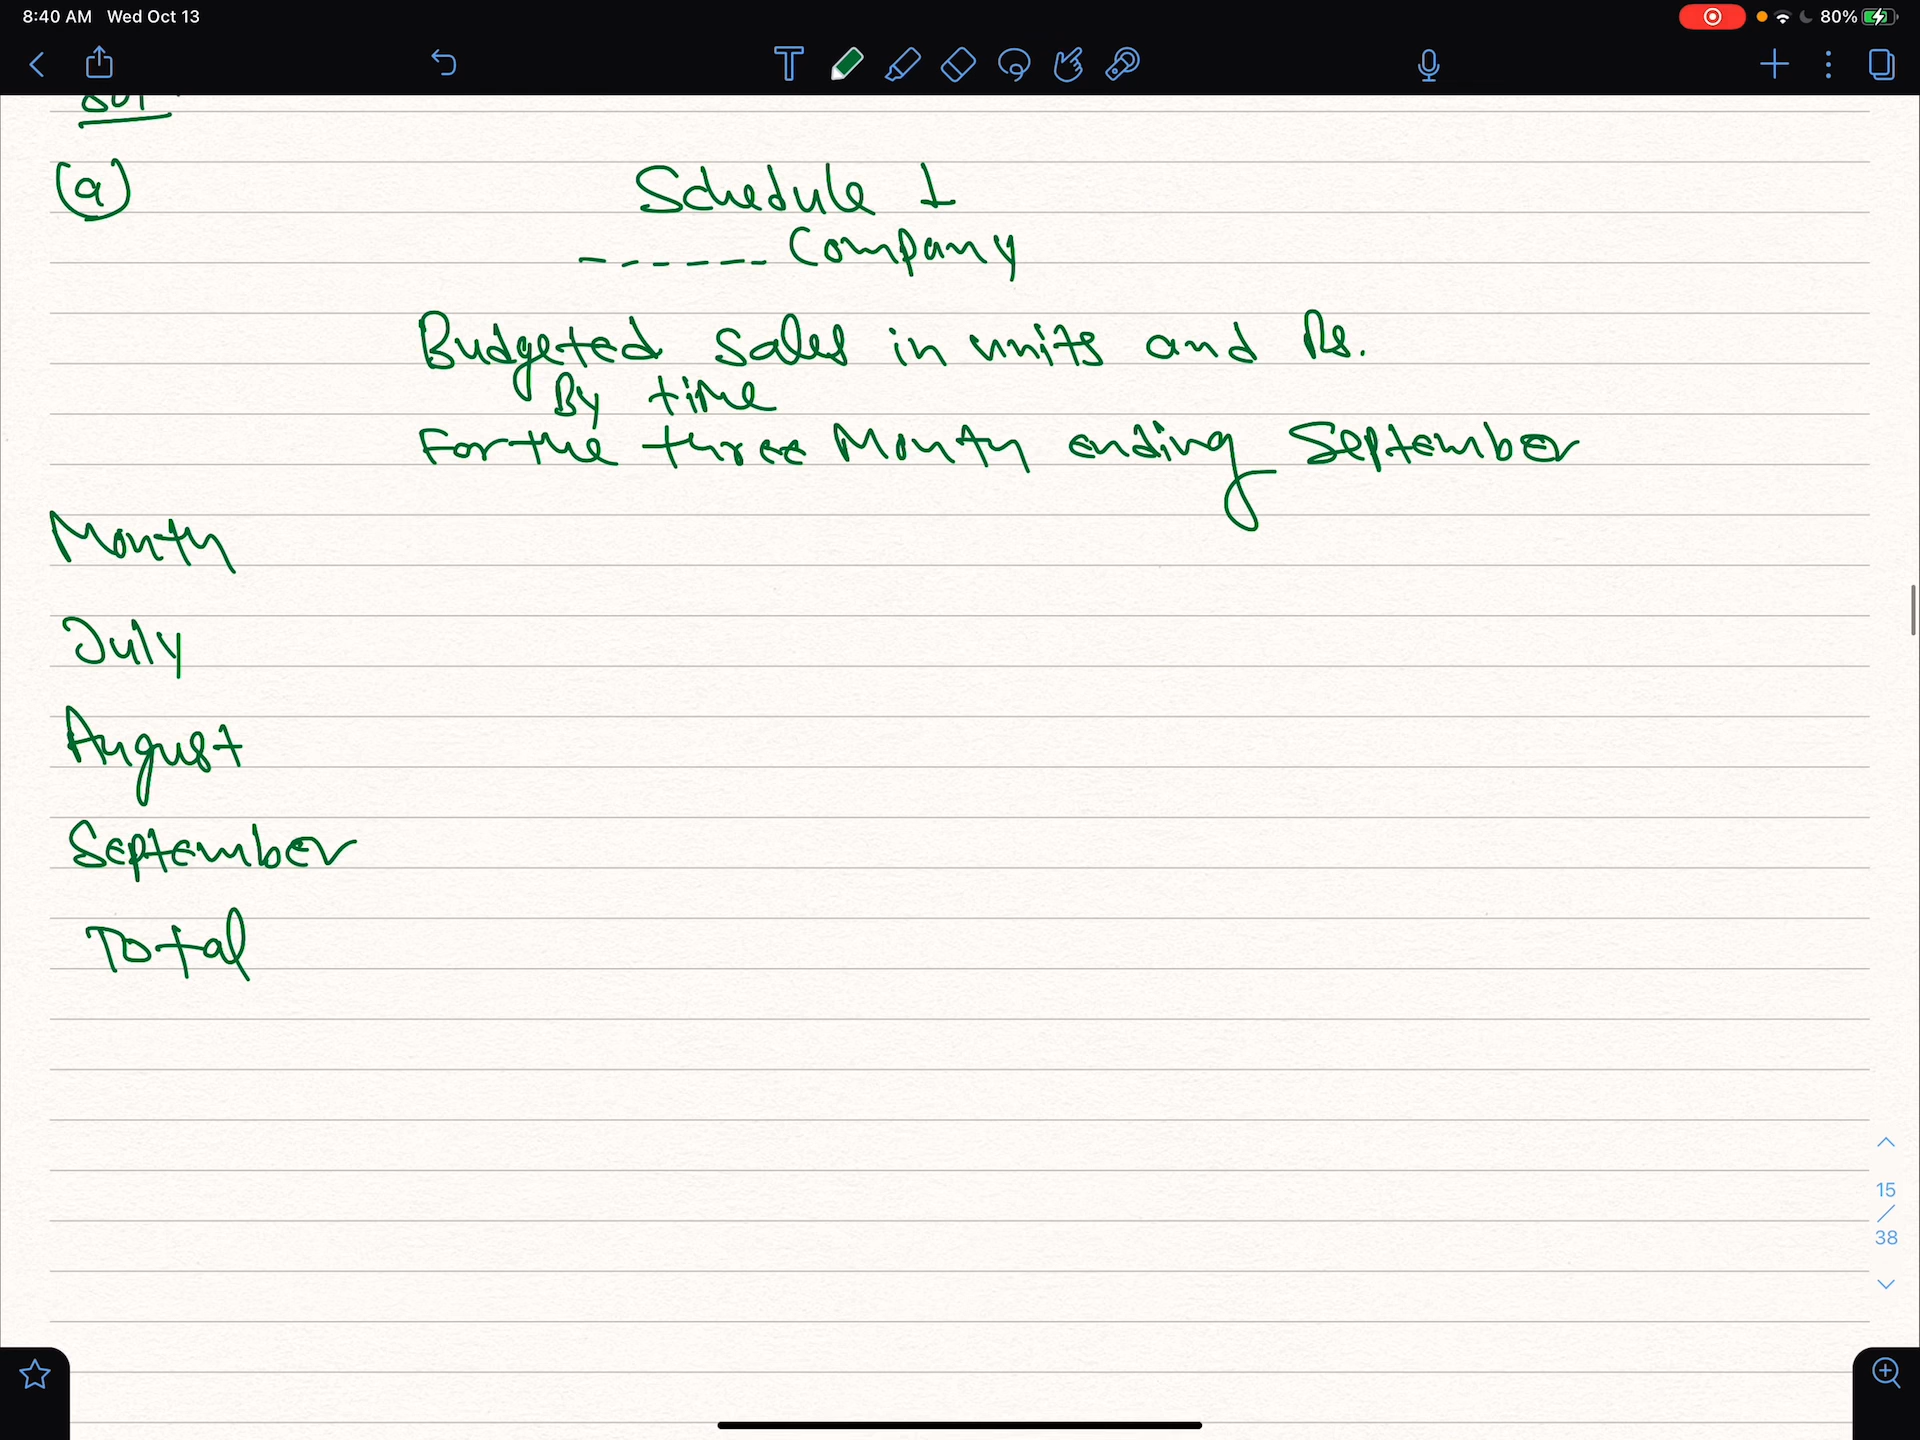 8:40 AM Wed Oct 13
80%
Sol
(a)
Schedule 1
------ Company
Budgeted Sales in units and Rs.
By time
For the three Month ending September
Month
July
August
September
Total
15
/
38